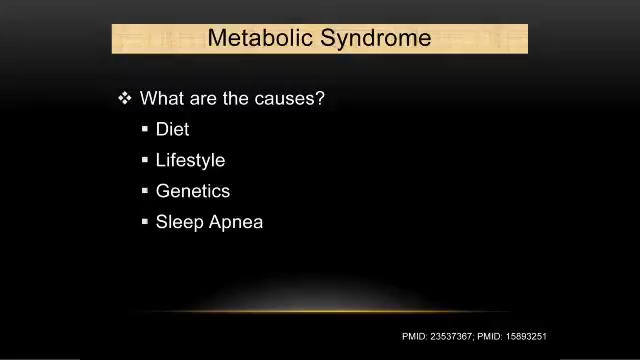 Metabolic Syndrome
❖ What are the causes?
▪ Diet
▪ Lifestyle
▪ Genetics
▪ Sleep Apnea
PMID: 23537367; PMID: 15893251